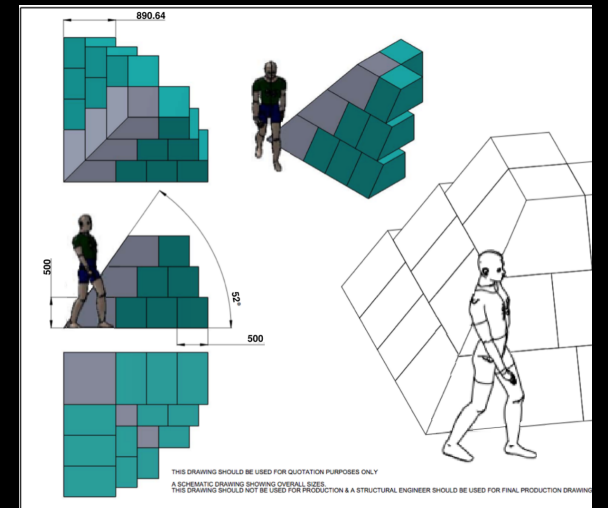 890.64
500
52°
500
THIS DRAWING SHOULD BE USED FOR QUOTATION PURPOSES ONLY
A SCHEMATIC DRAWING SHOWING OVERALL SIZES.
THIS DRAWING SHOULD NOT BE USED FOR PRODUCTION & A STRUCTURAL ENGINEER SHOULD BE USED FOR FINAL PRODUCTION DRAWING